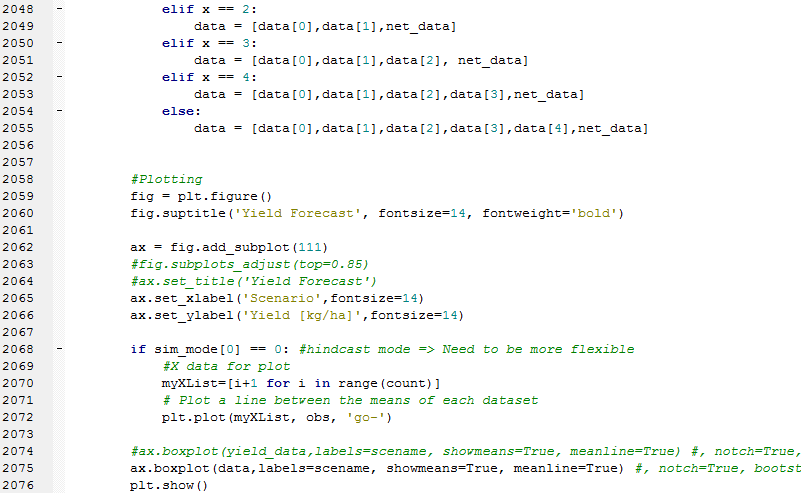 2048 - elif x == 2:
2049 data = [data[0],data[1],net_data]
2050 - elif x == 3:
2051 data = [data[0],data[1],data[2], net_data]
2052 - elif x == 4:
2053 data = [data[0],data[1],data[2],data[3],net_data]
2054 - else:
2055 data = [data[0],data[1],data[2],data[3],data[4],net_data]
2056
2057
2058 #Plotting
2059 fig = plt.figure()
2060 fig.suptitle('Yield Forecast', fontsize=14, fontweight='bold')
2061
2062 ax = fig.add_subplot(111)
2063 #fig.subplots_adjust(top=0.85)
2064 #ax.set_title('Yield Forecast')
2065 ax.set_xlabel('Scenario',fontsize=14)
2066 ax.set_ylabel('Yield [kg/ha]',fontsize=14)
2067
2068 - if sim_mode[0] == 0: #hindcast mode => Need to be more flexible
2069 #X data for plot
2070 myXList=[i+1 for i in range(count)]
2071 # Plot a line between the means of each dataset
2072 plt.plot(myXList, obs, 'go-')
2073
2074 #ax.boxplot(yield_data,labels=scename, showmeans=True, meanline=True) #, notch=True,
2075 ax.boxplot(data,labels=scename, showmeans=True, meanline=True) #, notch=True, bootst
2076 plt.show()